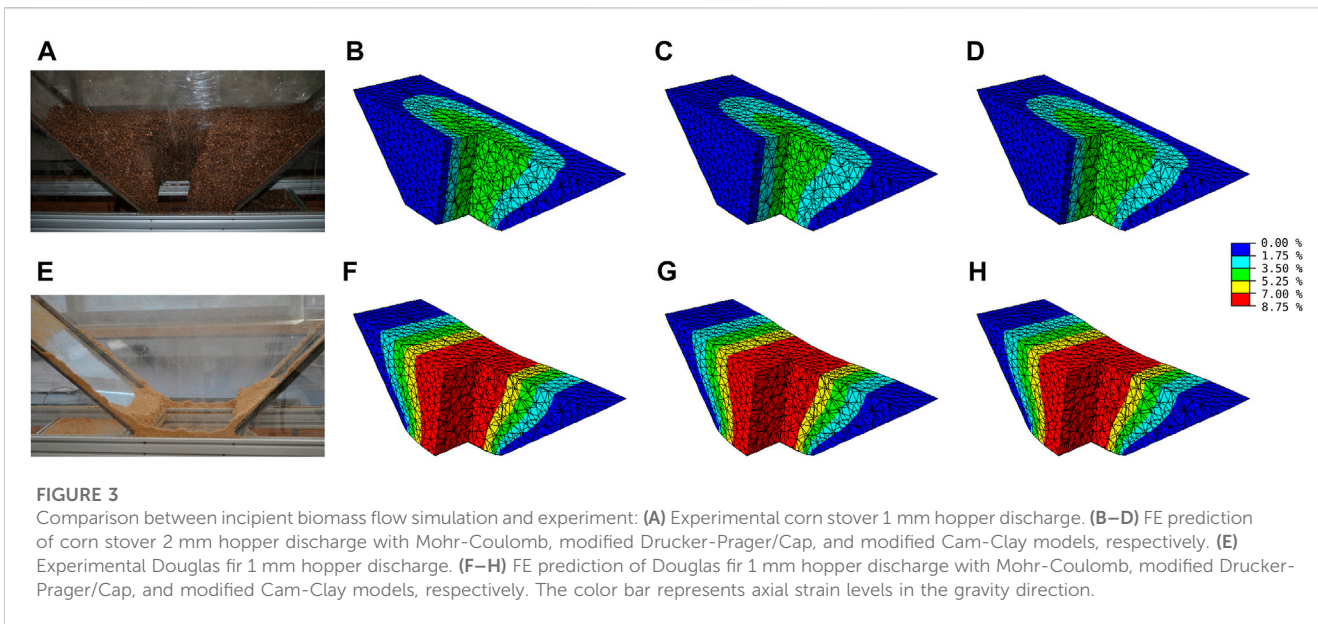 A
B
C
D
E
F
G
H
0.00 %
1.75 %
3.50 %
5.25 %
7.00 %
8.75 %
FIGURE 3
Comparison between incipient biomass flow simulation and experiment: (A) Experimental corn stover 1 mm hopper discharge. (B–D) FE prediction
of corn stover 2 mm hopper discharge with Mohr-Coulomb, modified Drucker-Prager/Cap, and modified Cam-Clay models, respectively. (E)
Experimental Douglas fir 1 mm hopper discharge. (F–H) FE prediction of Douglas fir 1 mm hopper discharge with Mohr-Coulomb, modified Drucker-
Prager/Cap, and modified Cam-Clay models, respectively. The color bar represents axial strain levels in the gravity direction.